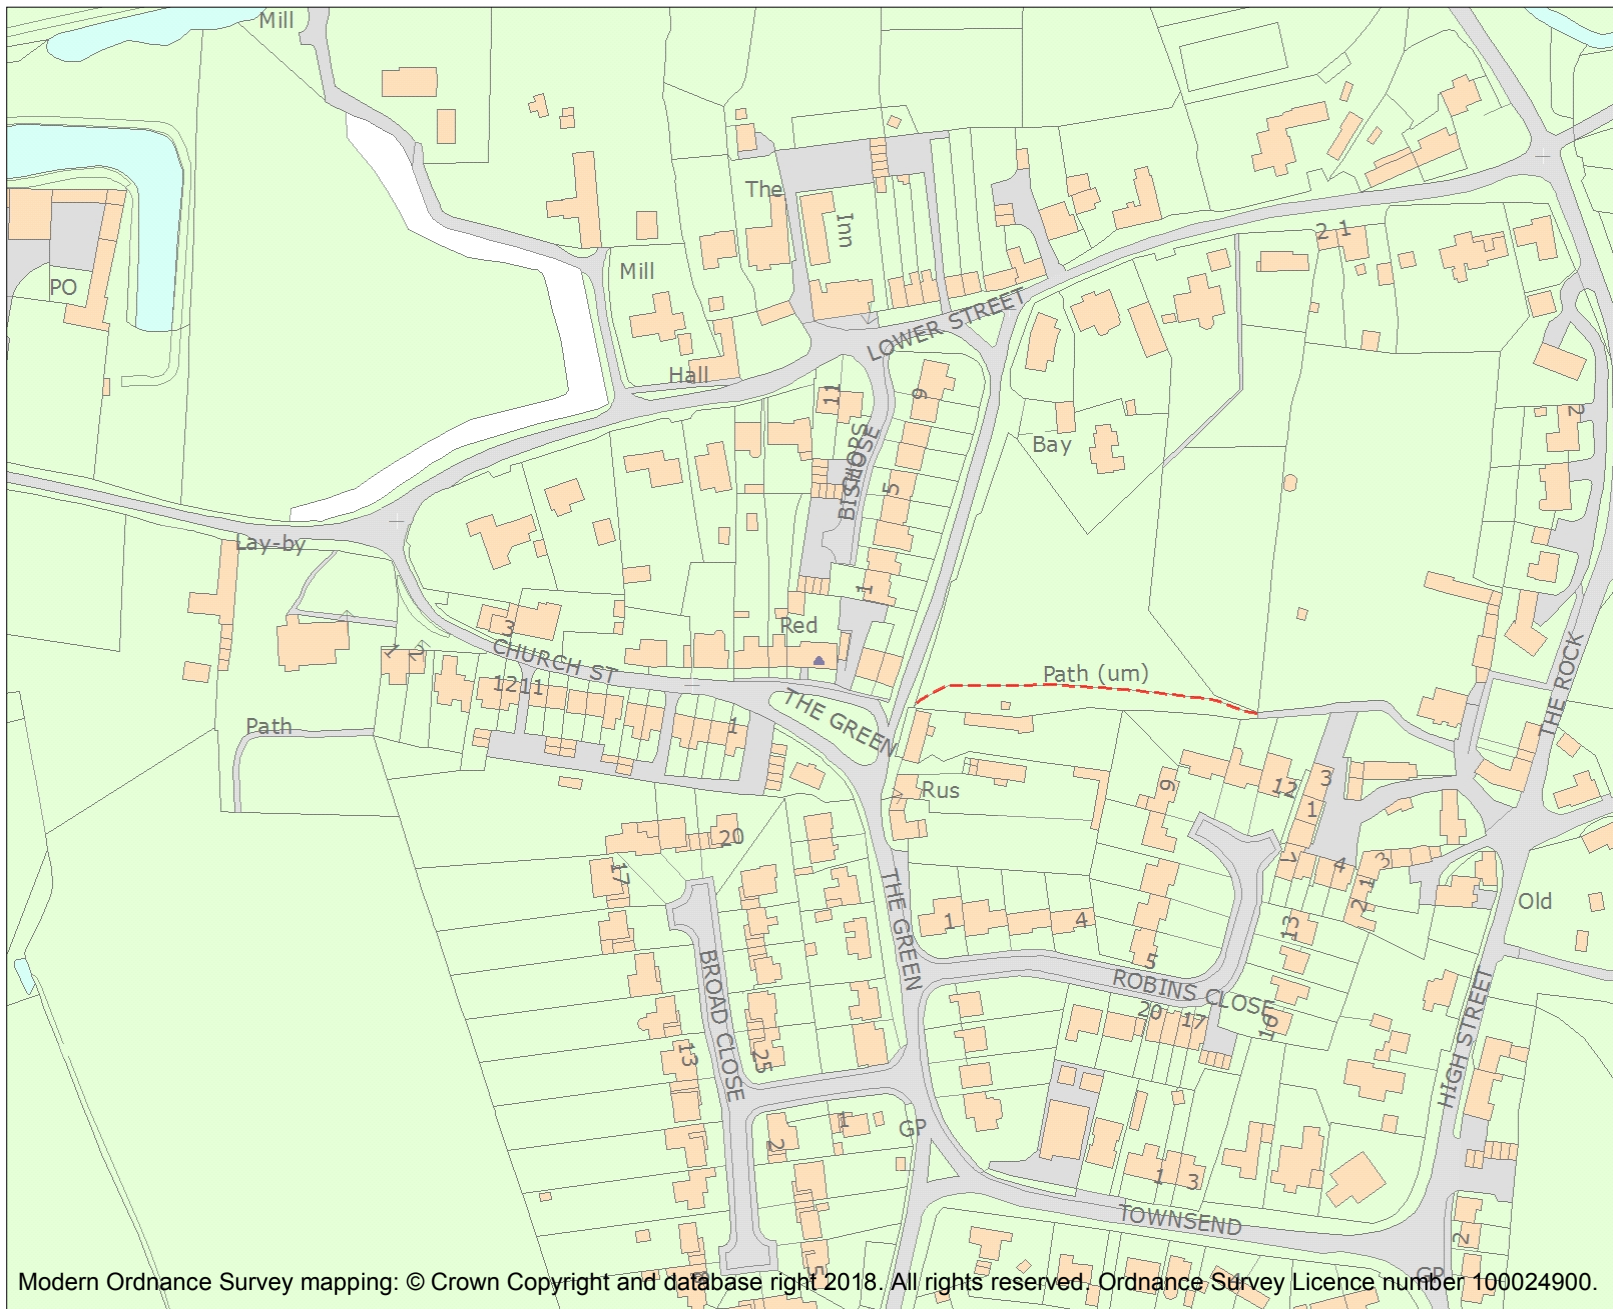 Mill
The
Inn
2 1
PO
Mill
LOWER STREET
Hall
11
9
2
Bay
BISHOPS
CLOSE
5
Lay-by
1
Red
3
1
2
CHURCH ST
Path (um)
THE ROCK
1211
THE GREEN
Path
1
Rus
9
12
3
1
20
17
7
4
3
1
2
THE GREEN
1
4
13
Old
5
BROAD CLOSE
ROBINS CLOSE
20
17
16
HIGH STREET
13
25
1
GP
2
1
3
TOWNSEND
2
5
GP
Modern Ordnance Survey mapping: © Crown Copyright and database right 2018. All rights reserved. Ordnance Survey Licence number 100024900.